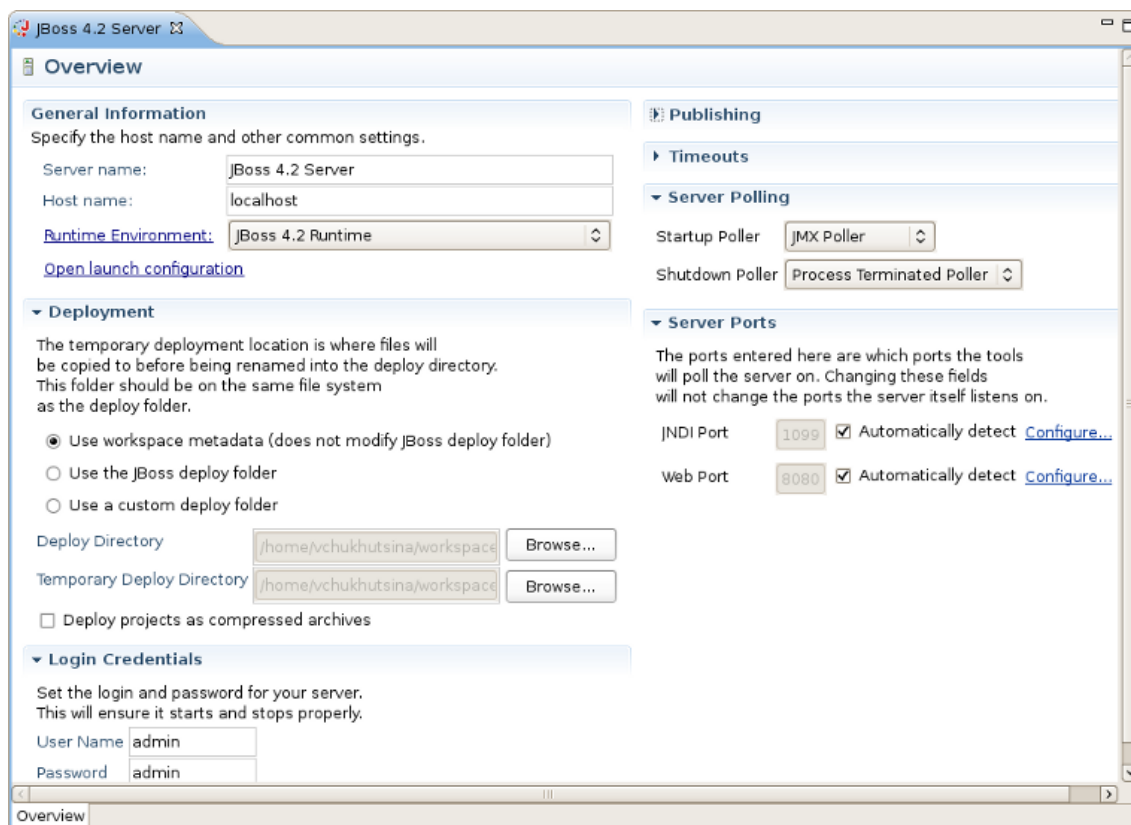 JBoss 4.2 Server
Overview
General Information
Specify the host name and other common settings.
Server name: JBoss 4.2 Server
Host name: localhost
Runtime Environment: JBoss 4.2 Runtime
Open launch configuration
Deployment
The temporary deployment location is where files will
be copied to before being renamed into the deploy directory.
This folder should be on the same file system
as the deploy folder.
Use workspace metadata (does not modify JBoss deploy folder)
Use the JBoss deploy folder
Use a custom deploy folder
Deploy Directory /home/vchukhutsina/workspace Browse...
Temporary Deploy Directory /home/vchukhutsina/workspace Browse...
Deploy projects as compressed archives
Login Credentials
Set the login and password for your server.
This will ensure it starts and stops properly.
User Name admin
Password admin
Publishing
Timeouts
Server Polling
Startup Poller JMX Poller
Shutdown Poller Process Terminated Poller
Server Ports
The ports entered here are which ports the tools
will poll the server on. Changing these fields
will not change the ports the server itself listens on.
JNDI Port 1099 Automatically detect Configure...
Web Port 8080 Automatically detect Configure...
Overview